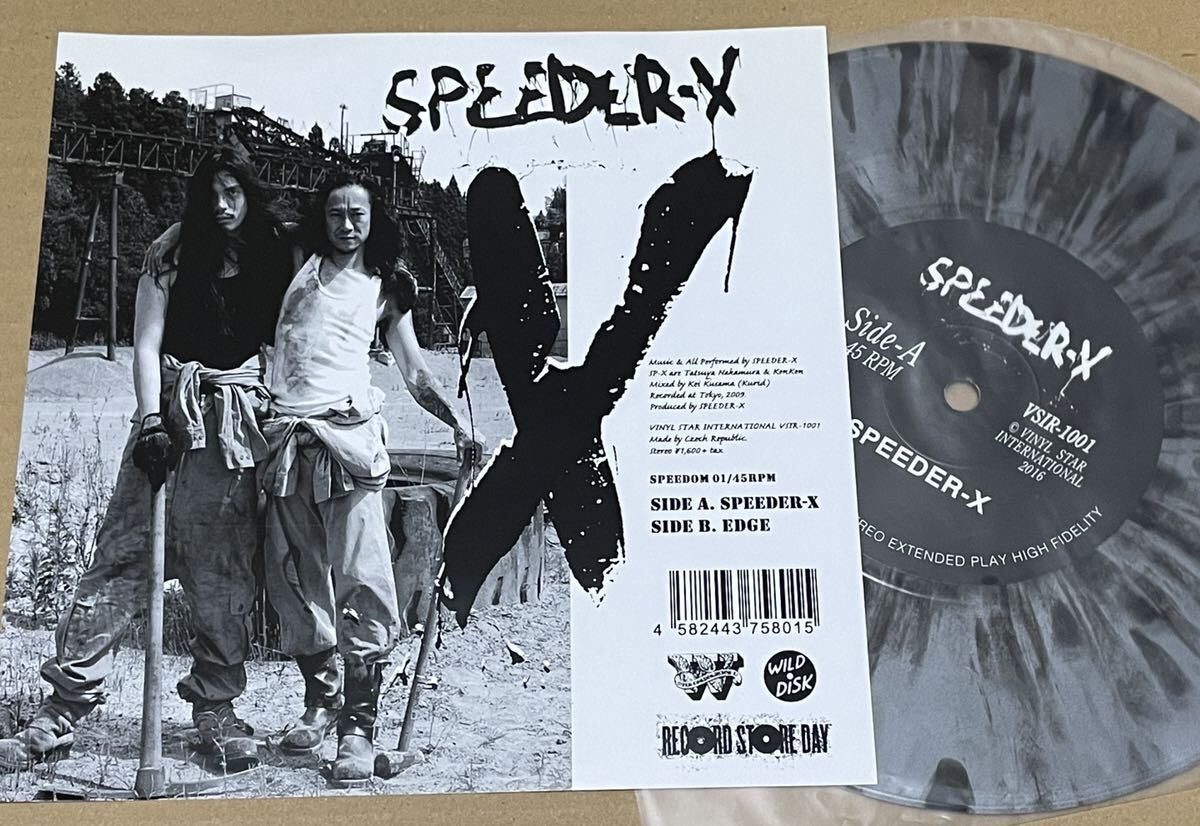 SPEEDER-X
X
Music & All Performed by SPEEDER-X
SP-X are Tatsuya Nakamura & KenKen
Mixed by Kei Kusama (Kurid)
Recorded at Tokyo, 2009.
Produced by SPEEDER-X
VINYL STAR INTERNATIONAL VSIR-1001
Made by Czech Republic
Stereo ¥1,600 + tax
SPEEDOM 01/45RPM
SIDE A. SPEEDER-X
SIDE B. EDGE
4 582443 758015
WILD DISK
RECORD STORE DAY
SPEEDER-X
Side-A
45 RPM
VSIR-1001
© VINYL STAR
INTERNATIONAL
2016
SPEEDER-X
EXTENDED PLAY HIGH FIDELITY